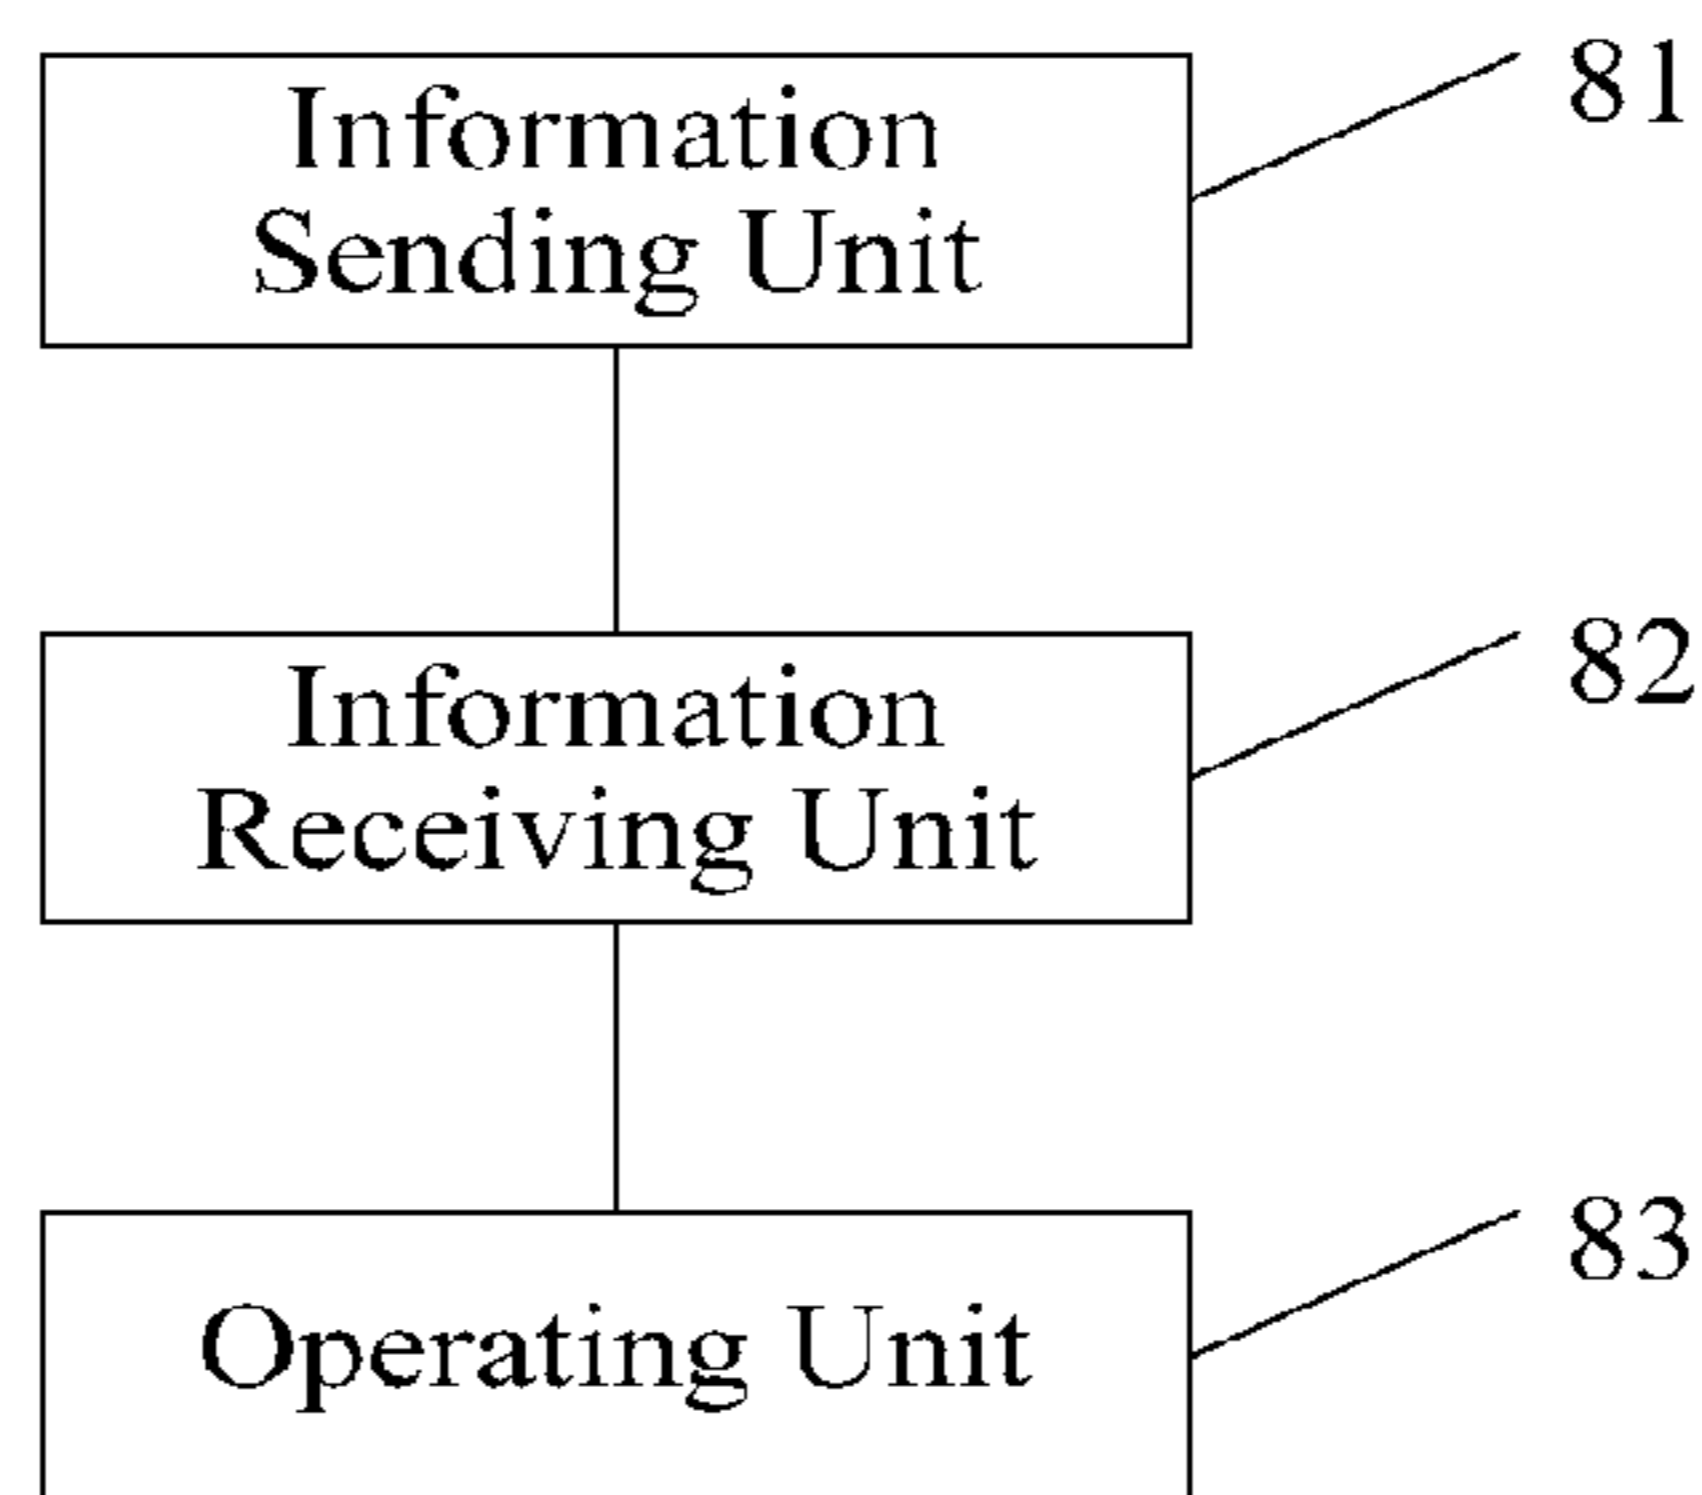 Information
Sending Unit
81
Information
Receiving Unit
82
Operating Unit
83